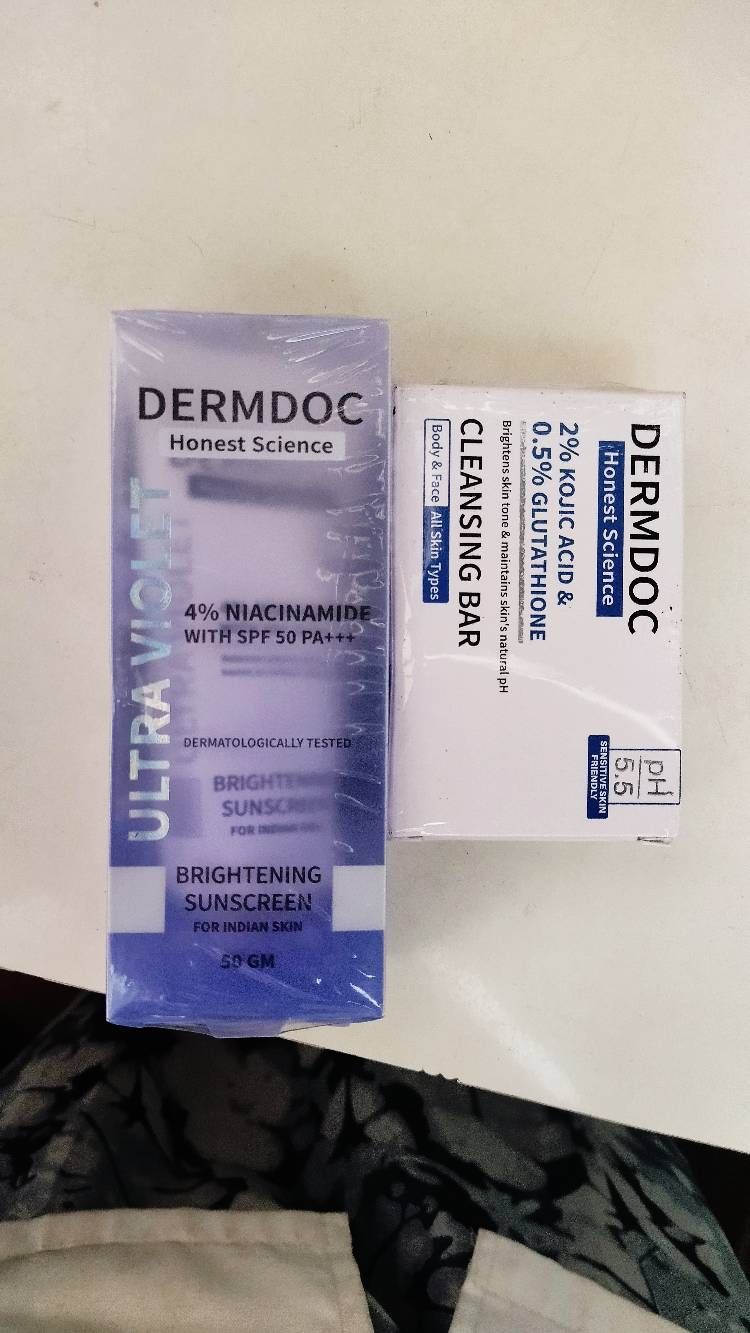 DERMDOC
Honest Science
ULTRA VIOLET
4% NIACINAMIDE
WITH SPF 50 PA+++
DERMATOLOGICALLY TESTED
BRIGHTENING
SUNSCREEN
FOR INDIAN SKIN
50 GM
DERMDOC
Honest Science
2% KOJIC ACID &
0.5% GLUTATHIONE
Brightens skin tone & maintains skin's natural pH
CLEANSING BAR
Body & Face All Skin Types
pH
5.5
SENSITIVE SKIN
FRIENDLY